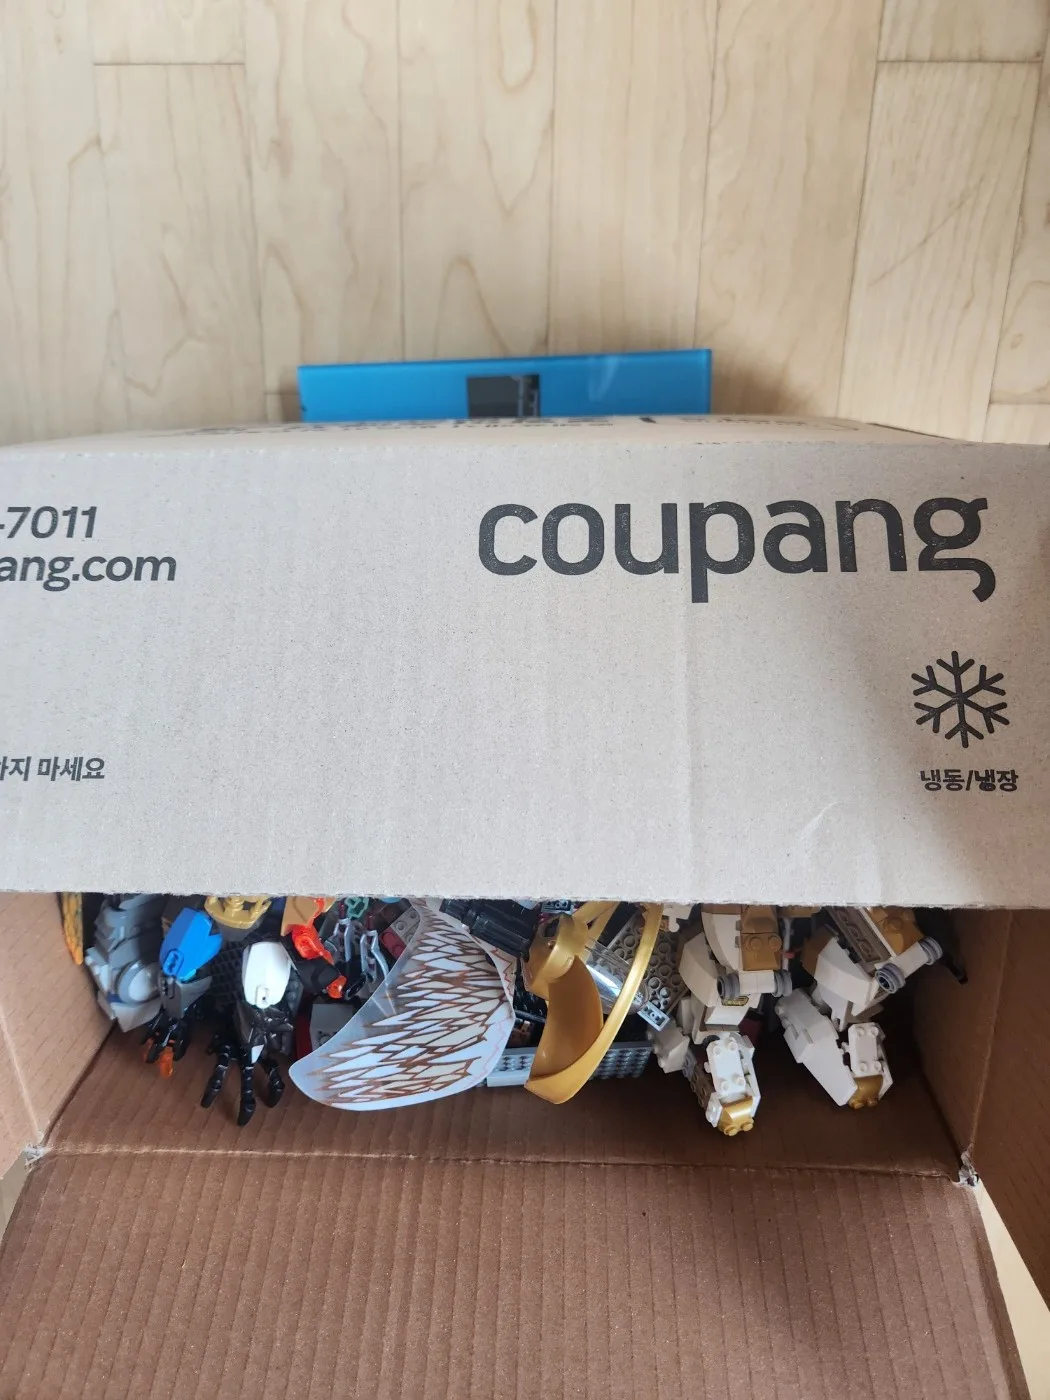 -7011
ang.com
coupang
하지 마세요
냉동/냉장